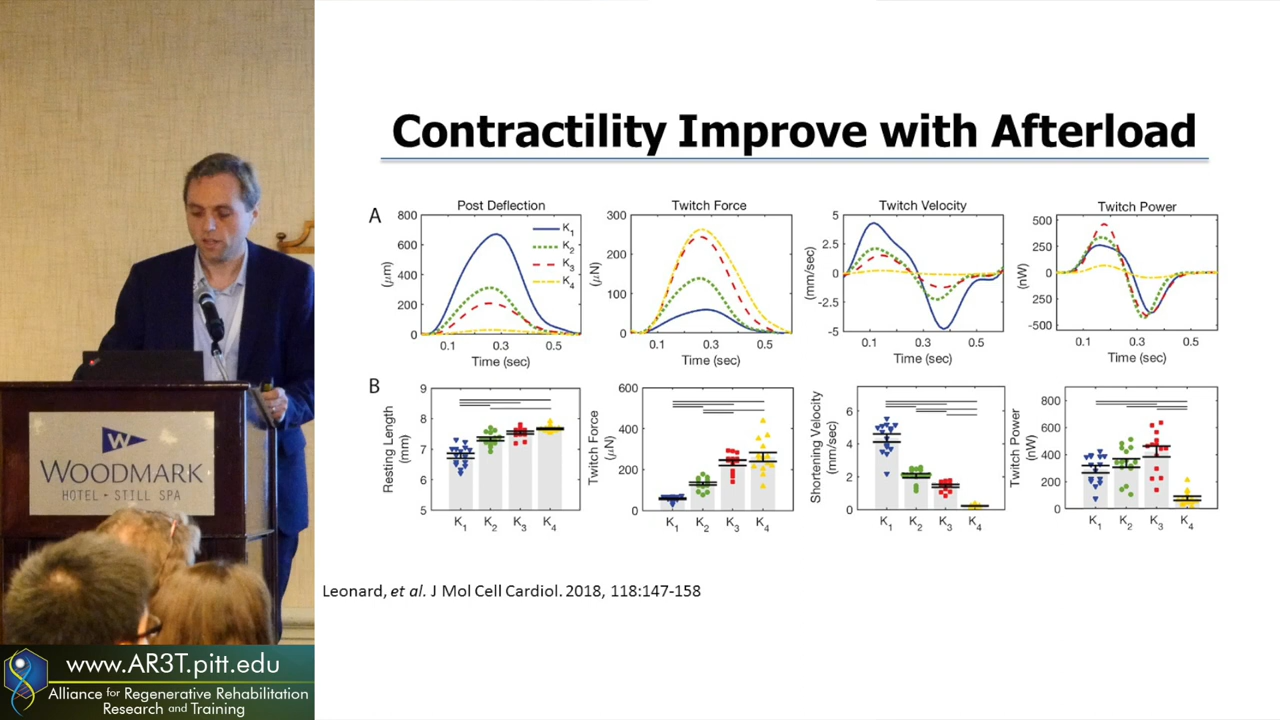 Contractility Improve with Afterload
A
Post Deflection
Twitch Force
Twitch Velocity
Twitch Power
800
600
400
200
0
(μm)
K1
K2
K3
K4
0.1 0.3 0.5
Time (sec)
300
200
100
0
(μN)
0.1 0.3 0.5
Time (sec)
5
2.5
0
-2.5
-5
(mm/sec)
0.1 0.3 0.5
Time (sec)
500
250
0
250
-500
(nW)
0.1 0.3 0.5
Time (sec)
B
9
8
7
6
5
Resting Length
(mm)
K1 K2 K3 K4
600
400
200
0
Twitch Force
(μN)
K1 K2 K3 K4
6
4
2
0
Shortening Velocity
(mm/sec)
K1 K2 K3 K4
800
600
400
200
0
Twitch Power
(nW)
K1 K2 K3 K4
Leonard, et al. J Mol Cell Cardiol. 2018, 118:147-158
W
WOODMARK
HOTEL - STILL SPA
www.AR3T.pitt.edu
Alliance for Regenerative Rehabilitation
Research and Training